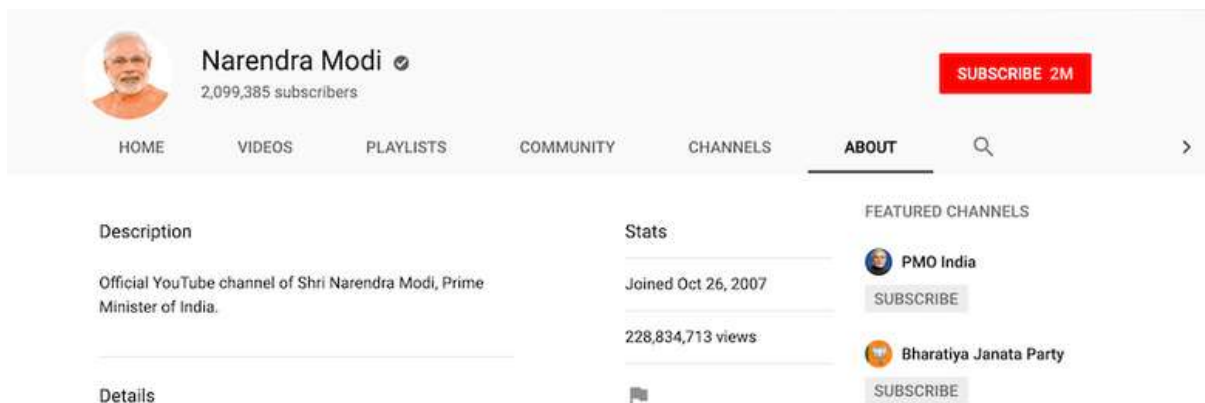 Narendra Modi
2,099,385 subscribers
SUBSCRIBE 2M
HOME VIDEOS PLAYLISTS COMMUNITY CHANNELS ABOUT
Description
Official YouTube channel of Shri Narendra Modi, Prime
Minister of India.
Details
Stats
Joined Oct 26, 2007
228,834,713 views
FEATURED CHANNELS
PMO India
SUBSCRIBE
Bharatiya Janata Party
SUBSCRIBE